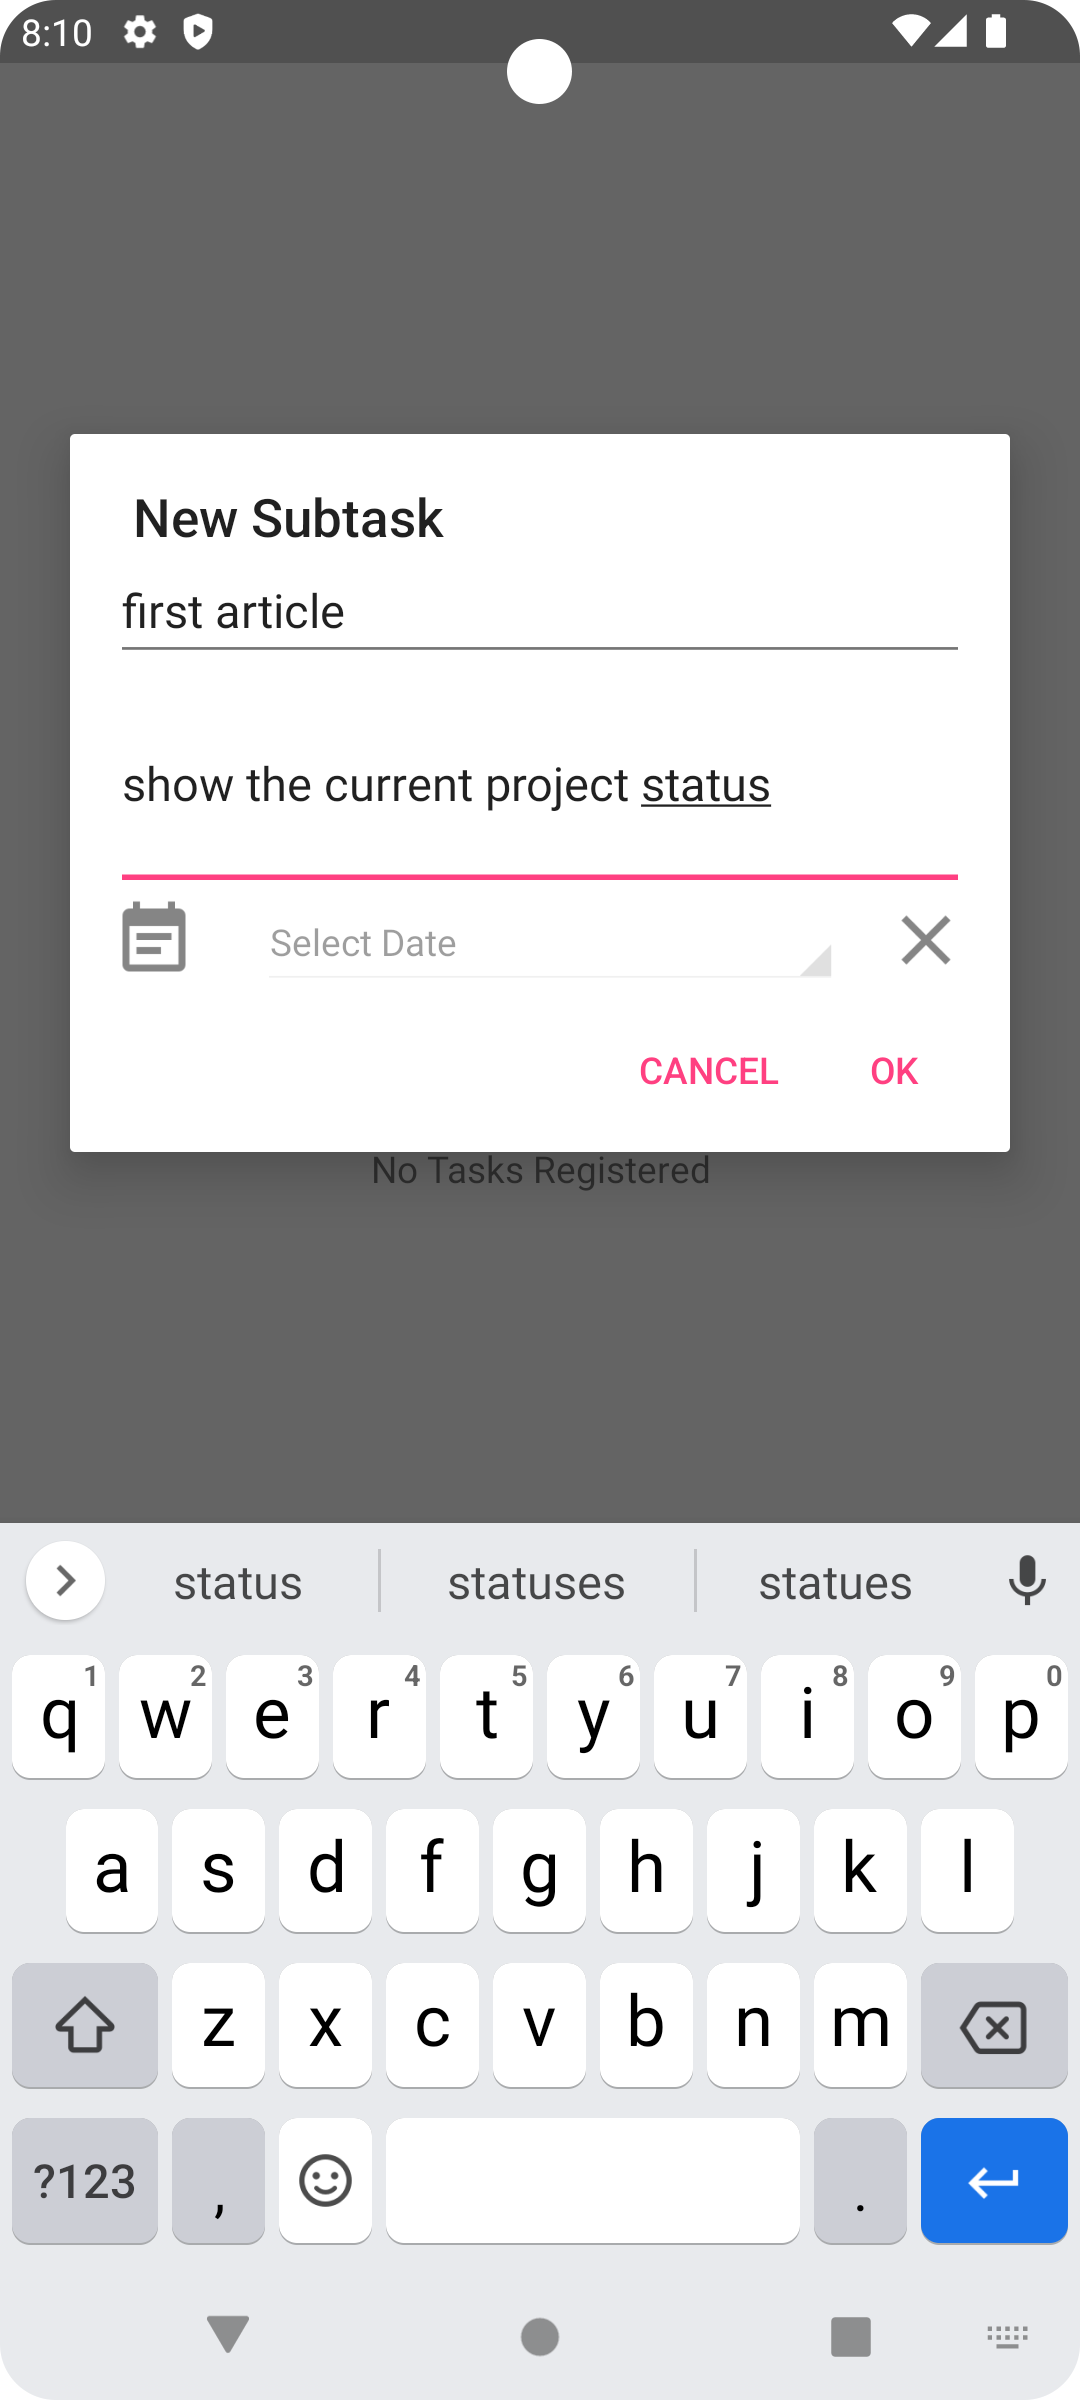 8:10
New Subtask
first article
show the current project status
Select Date
CANCEL OK
No Tasks Registered
status statuses statues
1 2 3 4 5 6 7 8 9 0
q w e r t y u i o p
a s d f g h j k l
z x c v b n m
?123 , .